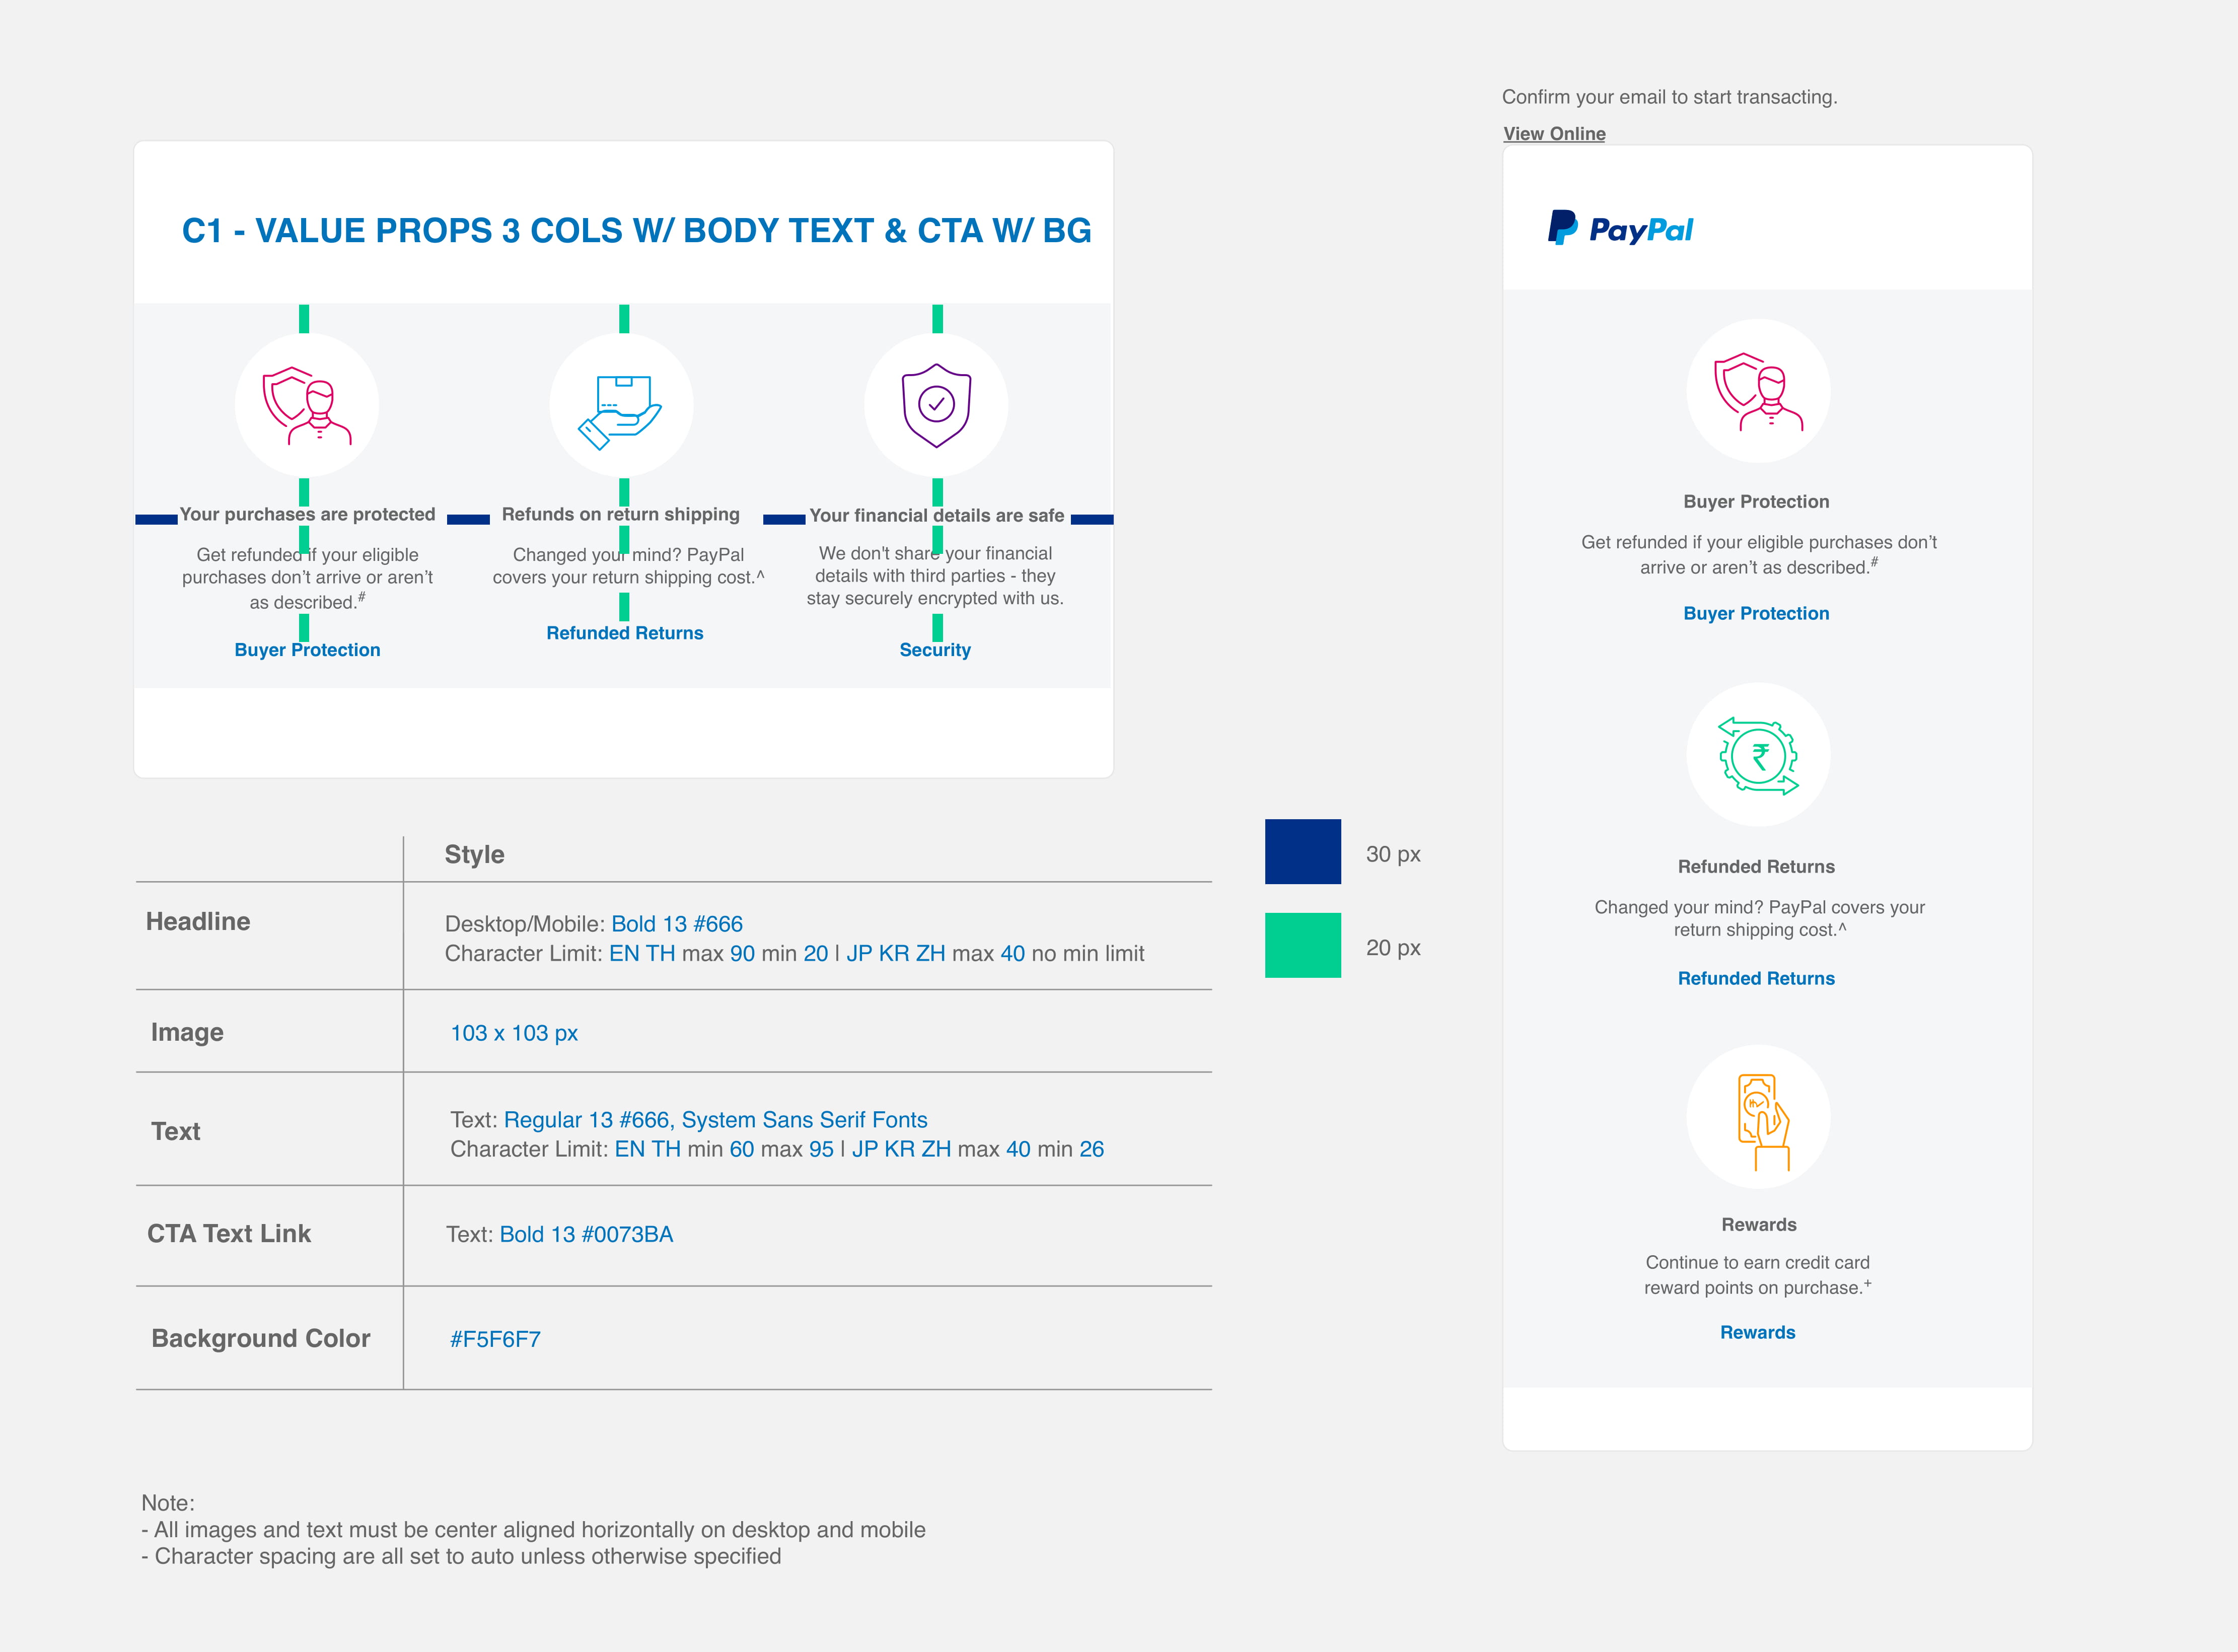 C1 - VALUE PROPS 3 COLS W/ BODY TEXT & CTA W/ BG
Your purchases are protected
Get refunded if your eligible
purchases don’t arrive or aren’t
as described.#
Buyer Protection
Refunds on return shipping
Changed your mind? PayPal
covers your return shipping cost.^
Refunded Returns
Your financial details are safe
We don't share your financial
details with third parties - they
stay securely encrypted with us.
Security
Style
Headline
Desktop/Mobile: Bold 13 #666
Character Limit: EN TH max 90 min 20 | JP KR ZH max 40 no min limit
Image
103 x 103 px
Text
Text: Regular 13 #666, System Sans Serif Fonts
Character Limit: EN TH min 60 max 95 | JP KR ZH max 40 min 26
CTA Text Link
Text: Bold 13 #0073BA
Background Color
#F5F6F7
30 px
20 px
Note:
- All images and text must be center aligned horizontally on desktop and mobile
- Character spacing are all set to auto unless otherwise specified
Confirm your email to start transacting.
View Online
PayPal
Buyer Protection
Get refunded if your eligible purchases don’t
arrive or aren’t as described.#
Buyer Protection
₹
Refunded Returns
Changed your mind? PayPal covers your
return shipping cost.^
Refunded Returns
Rewards
Continue to earn credit card
reward points on purchase.+
Rewards